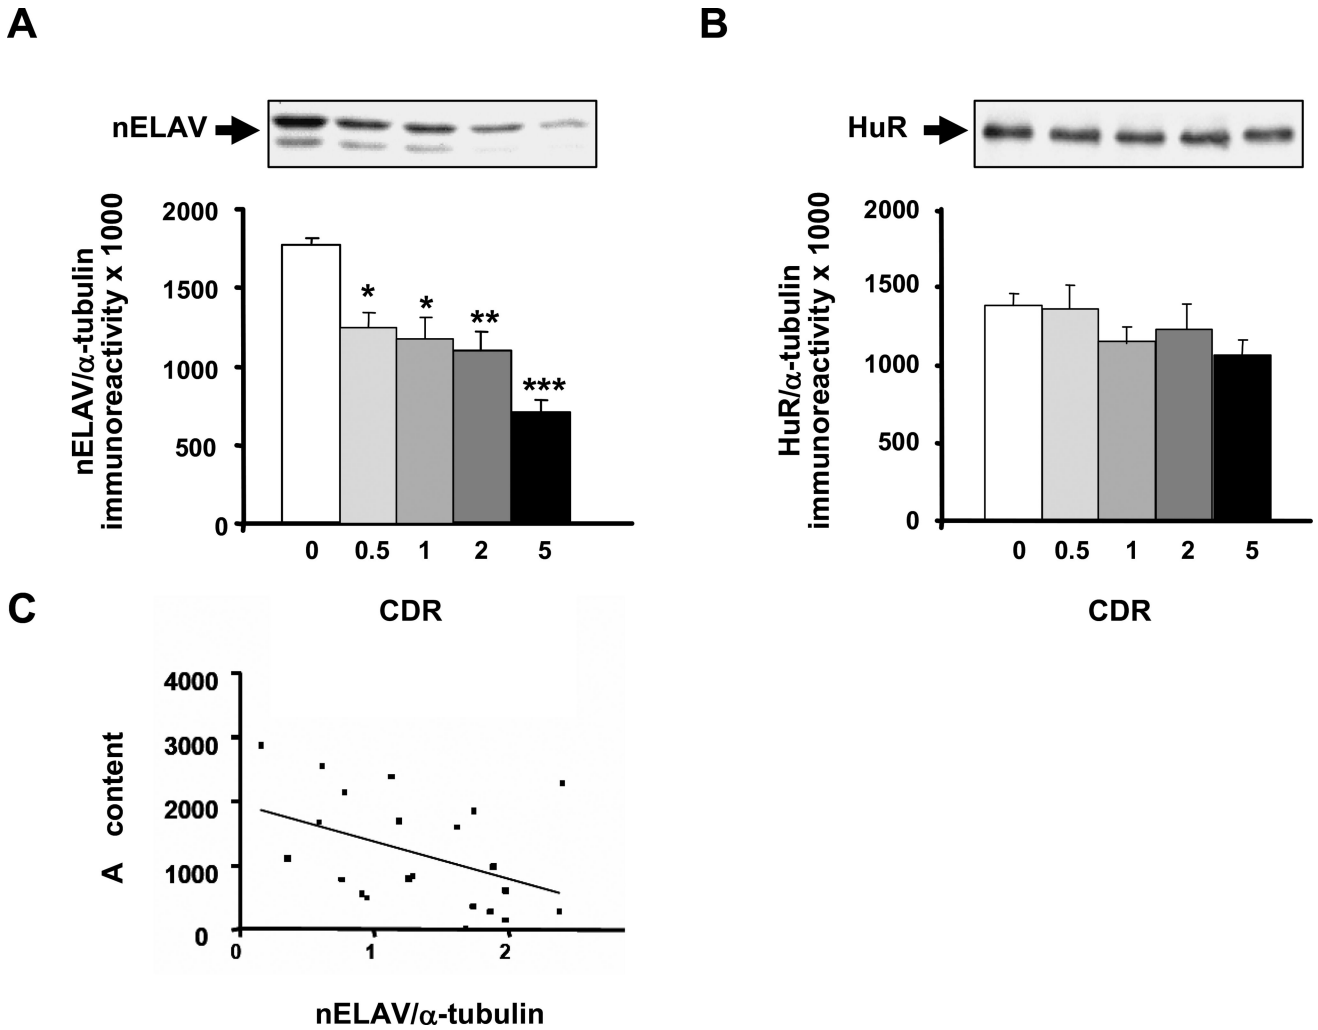 A
nELAV
nELAV/α-tubulin
immunoreactivity x 1000
2000
1500
1000
500
0
*
*
**
***
0 0.5 1 2 5
CDR
B
HuR
HuR/α-tubulin
immunoreactivity x 1000
2000
1500
1000
500
0
0 0.5 1 2 5
CDR
C
A content
4000
3000
2000
1000
0
0 1 2
nELAV/α-tubulin